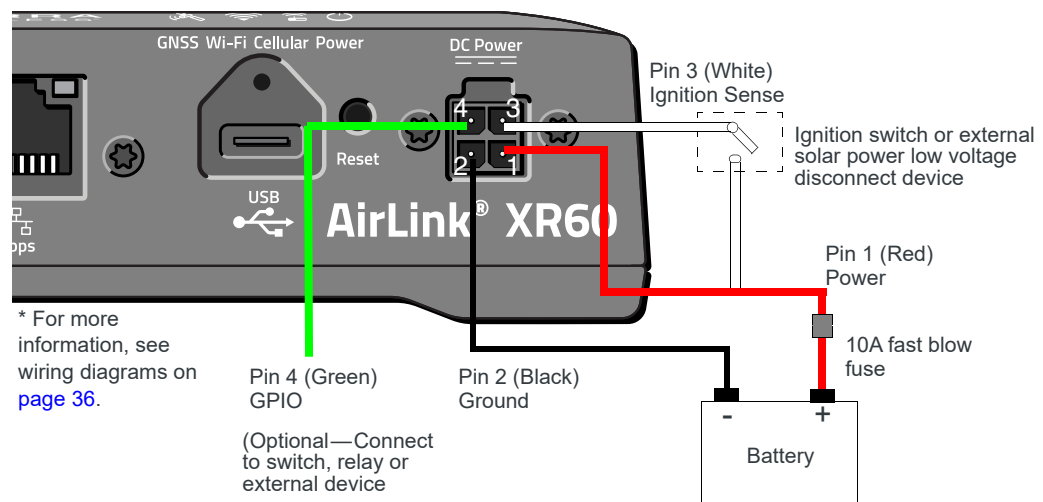 GNSS Wi-Fi Cellular Power
DC Power
4
3
2
1
Reset
USB
AirLink® XR60
Pin 3 (White)
Ignition Sense
Ignition switch or external
solar power low voltage
disconnect device
Pin 1 (Red)
Power
10A fast blow
fuse
* For more
information, see
wiring diagrams on
page 36.
Pin 4 (Green)
GPIO
(Optional—Connect
to switch, relay or
external device
Pin 2 (Black)
Ground
-
+
Battery